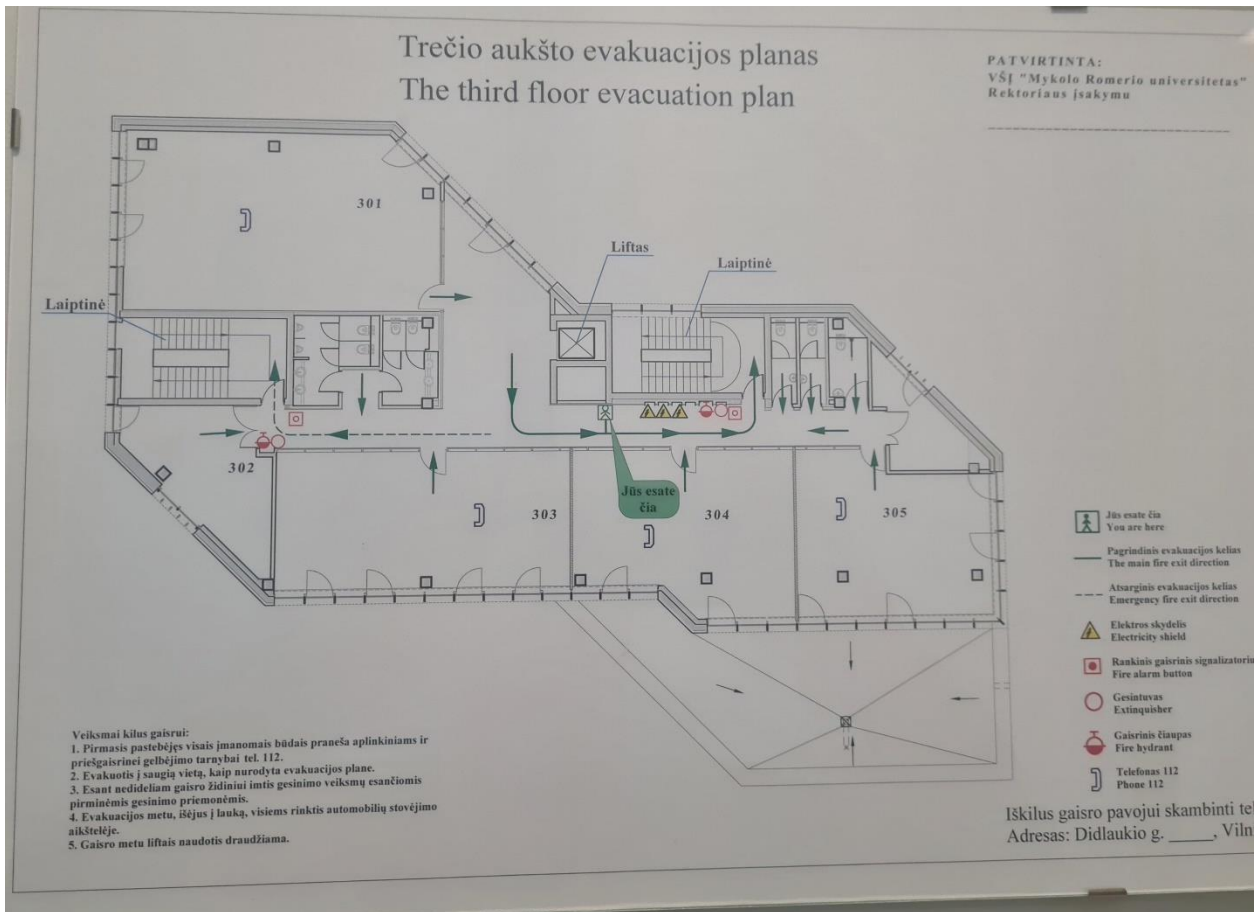 Trečio aukšto evakuacijos planas
The third floor evacuation plan
PATVIRTINTA:
VŠĮ "Mykolo Romerio universitetas"
Rektoriaus įsakymu
301
Liftas
Laiptinė
Laiptinė
302
303
Jūs esate
čia
304
305
Jūs esate čia
You are here
Pagrindinis evakuacijos kelias
The main fire exit direction
Atsarginis evakuacijos kelias
Emergency fire exit direction
Elektros skydelis
Electricity shield
Rankinis gaisrinis signalizatoriu
Fire alarm button
Gesintuvas
Extinquisher
Gaisrinis čiaupas
Fire hydrant
Telefonas 112
Phone 112
Veiksmai kilus gaisrui:
1. Pirmasis pastebėjęs visais įmanomais būdais praneša aplinkiniams ir
priešgaisrinei gelbėjimo tarnybai tel. 112.
2. Evakuotis į saugią vietą, kaip nurodyta evakuacijos plane.
3. Esant nedideliam gaisro židiniui imtis gesinimo veiksmų esančiomis
pirminėmis gesinimo priemonėmis.
4. Evakuacijos metu, išėjus į lauką, visiems rinktis automobilių stovėjimo
aikštelėje.
5. Gaisro metu liftais naudotis draudžiama.
Iškilus gaisro pavojui skambinti te
Adresas: Didlaukio g. _____, Viln